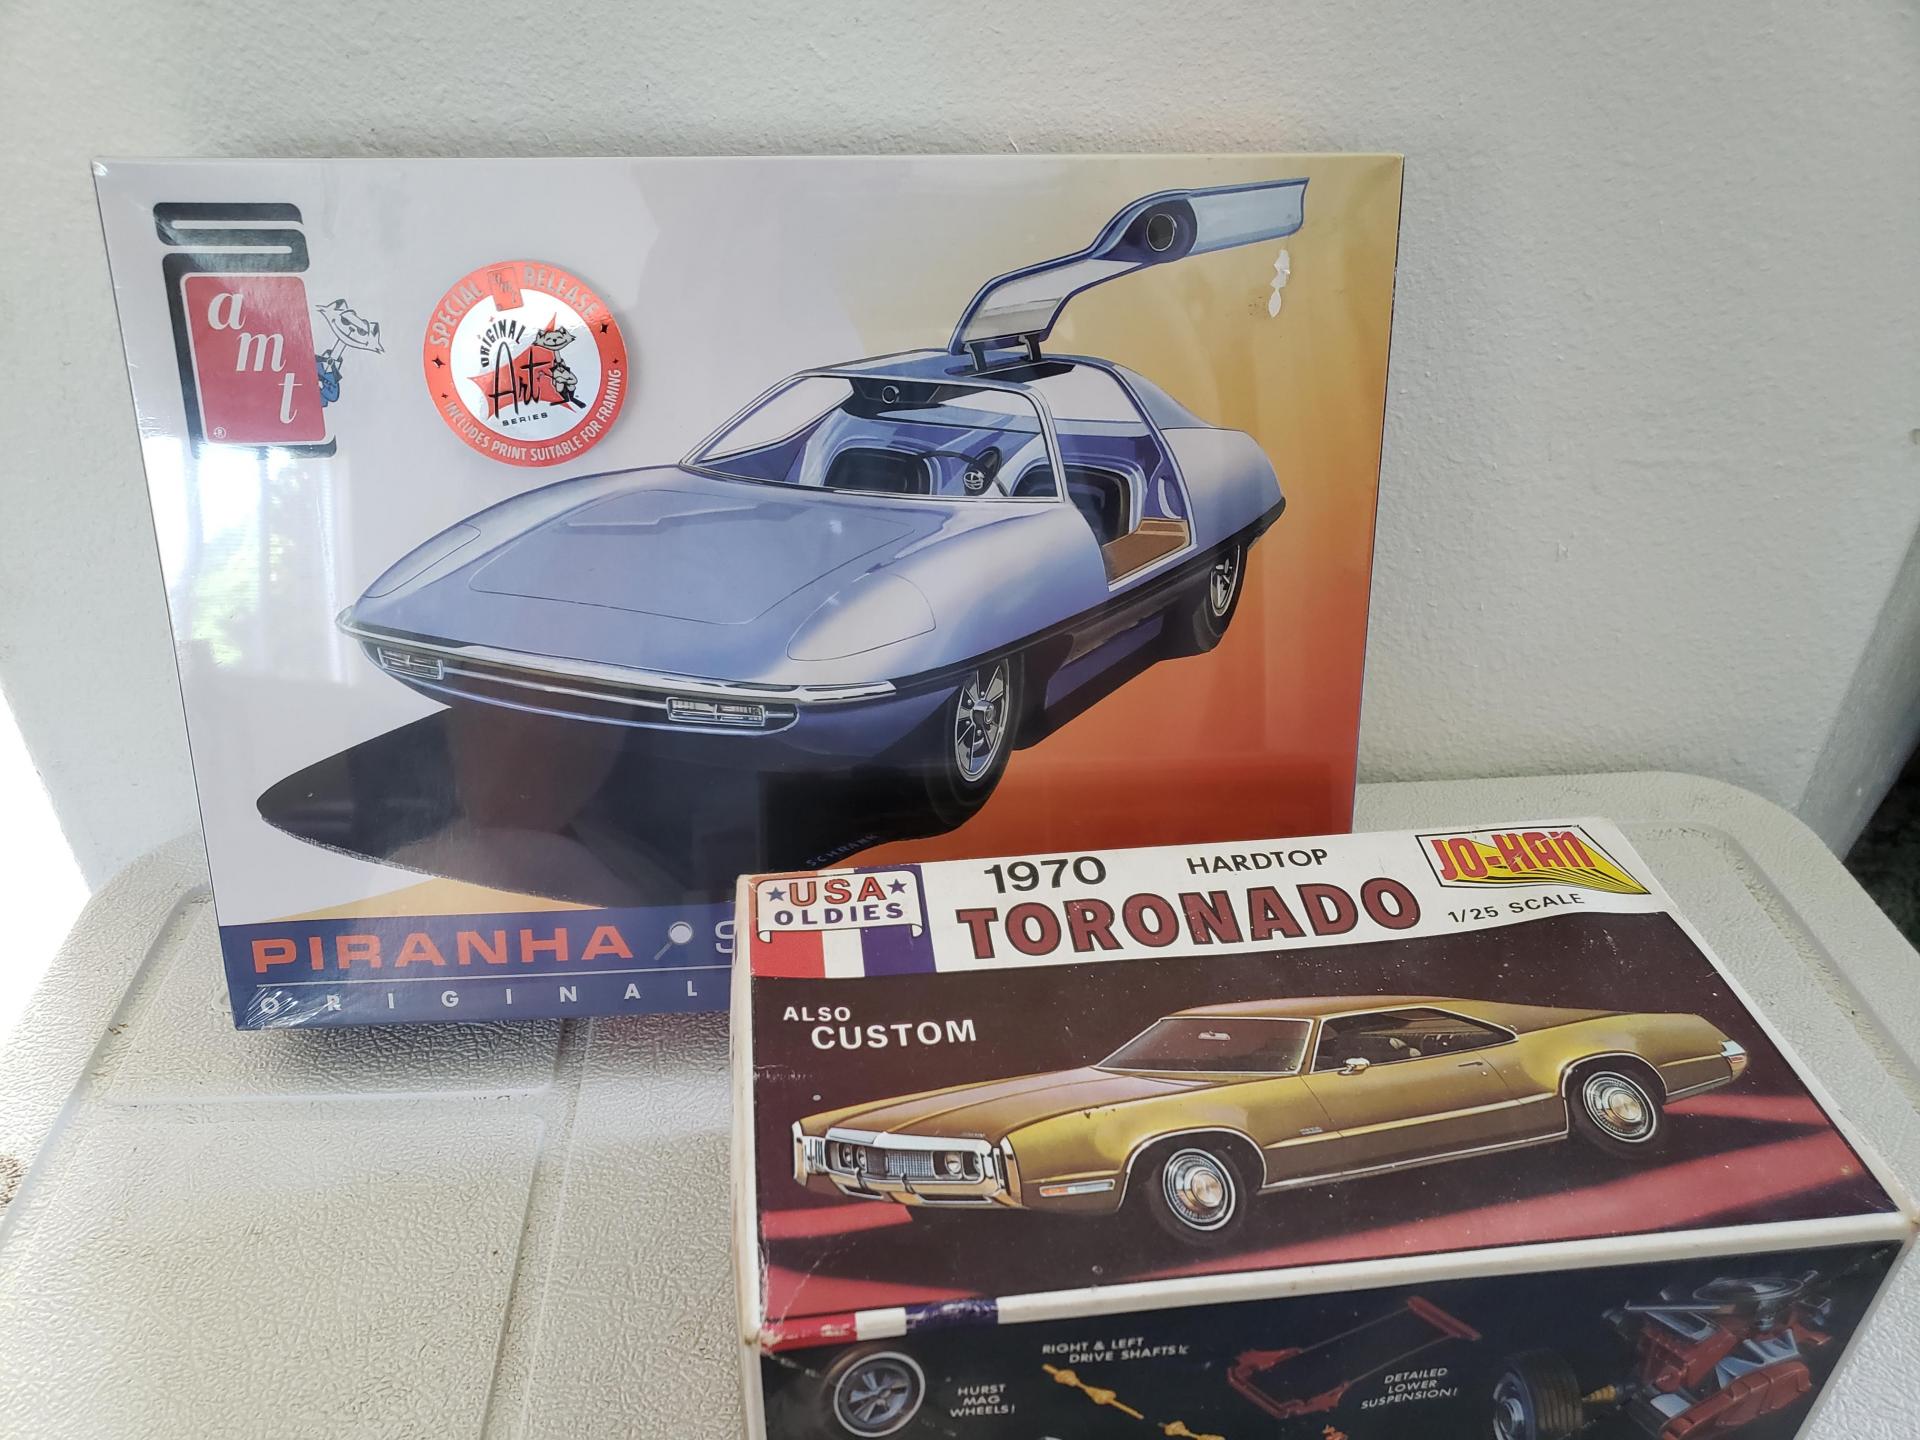 amt
®
SPECIAL RELEASE
ORIGINAL
Art
SERIES
INCLUDES PRINT SUITABLE FOR FRAMING
SCHRANK
PIRANHA S
ORIGINAL
USA
OLDIES
1970 HARDTOP
TORONADO
JO-HAN
1/25 SCALE
ALSO
CUSTOM
HURST
MAG
WHEELS!
RIGHT & LEFT
DRIVE SHAFTS
DETAILED
LOWER
SUSPENSION!